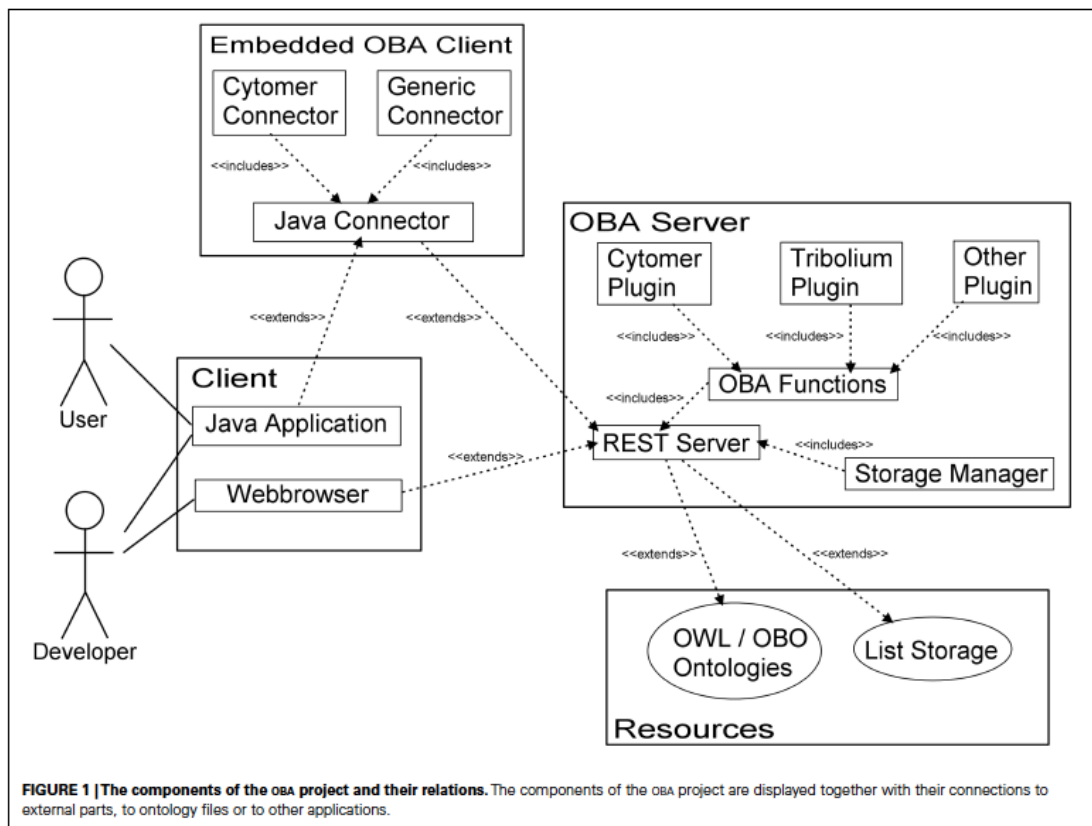 Embedded OBA Client
Cytomer
Connector
Generic
Connector
<<includes>>
<<includes>>
Java Connector
OBA Server
Cytomer
Plugin
Tribolium
Plugin
Other
Plugin
<<includes>>
<<includes>>
<<includes>>
OBA Functions
<<includes>>
REST Server
<<includes>>
Storage Manager
<<extends>>
<<extends>>
User
Client
Java Application
Webbrowser
<<extends>>
Developer
<<extends>>
<<extends>>
OWL / OBO
Ontologies
List Storage
Resources
FIGURE 1 | The components of the OBA project and their relations. The components of the OBA project are displayed together with their connections to
external parts, to ontology files or to other applications.